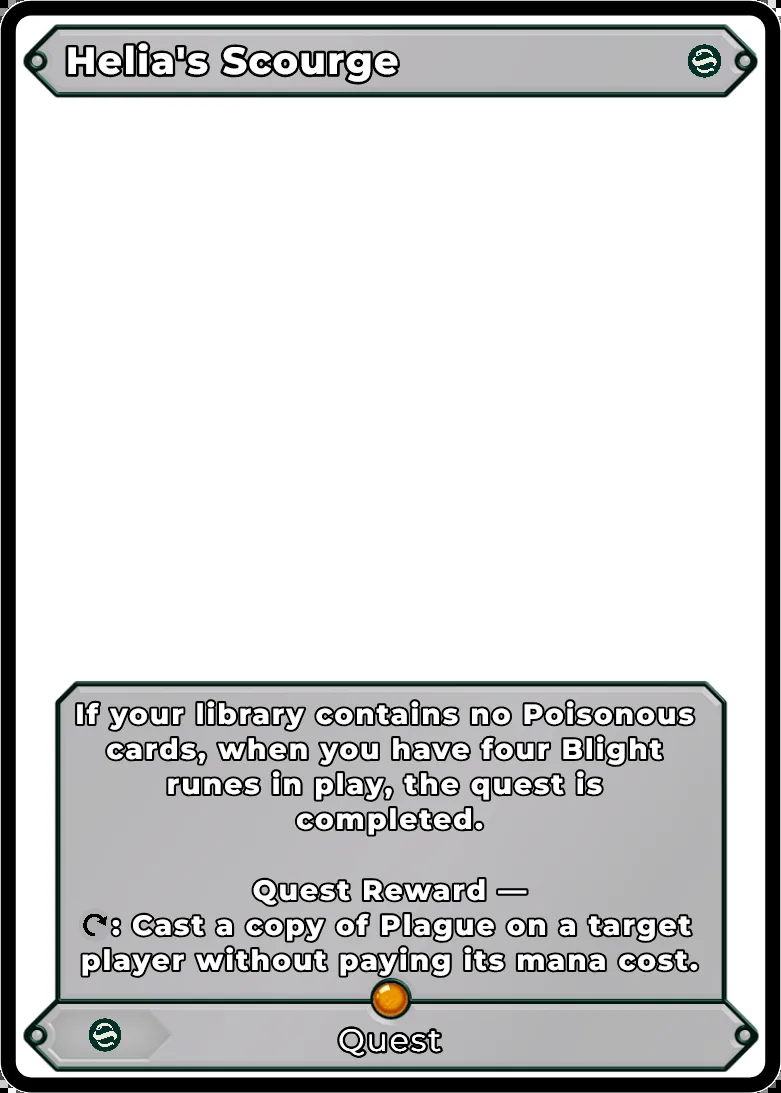 Helia's Scourge
If your library contains no Poisonous
cards, when you have four Blight
runes in play, the quest is
completed.
Quest Reward —
: Cast a copy of Plague on a target
player without paying its mana cost.
Quest